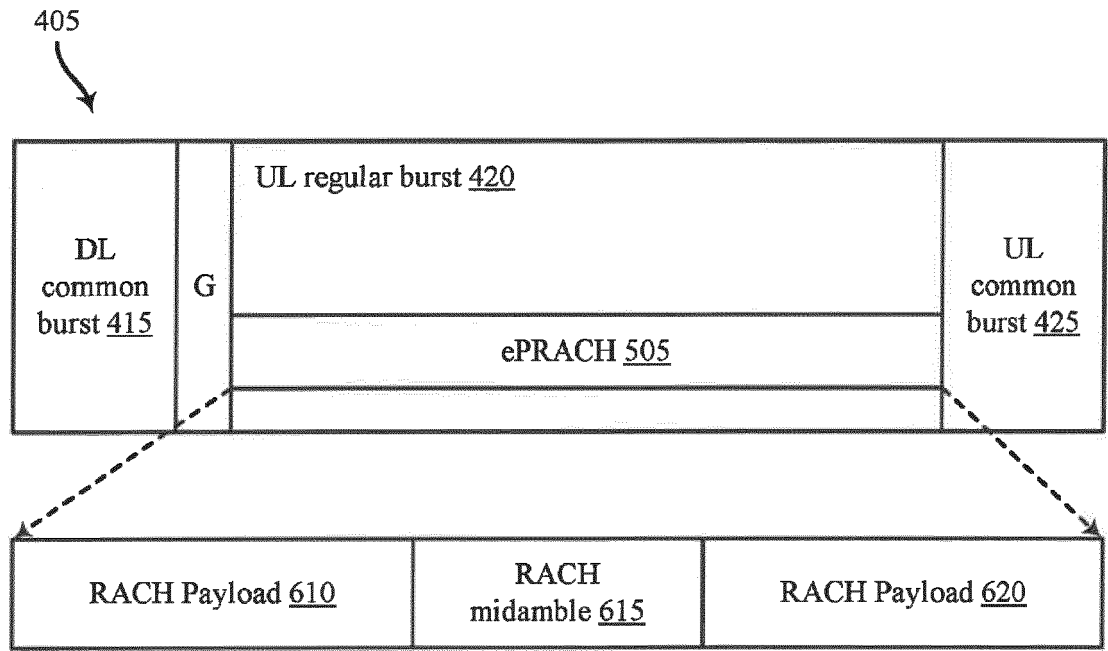 405
UL regular burst 420
DL
common
burst 415
G
UL
common
burst 425
ePRACH 505
RACH Payload 610
RACH
midamble 615
RACH Payload 620